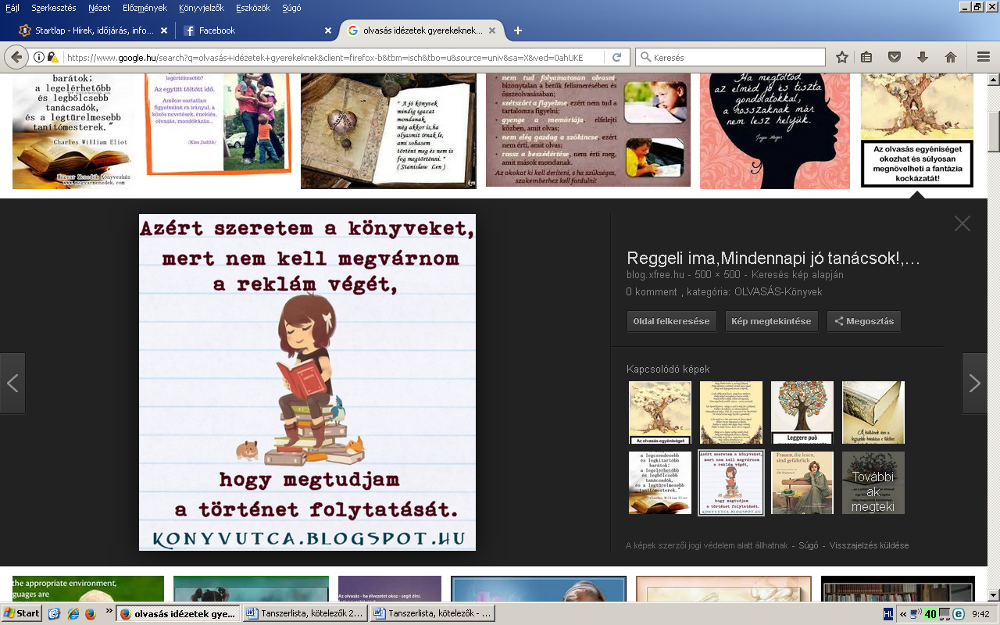 Fájl Szerkesztés Nézet Előzmények Könyvjelzők Eszközök Súgó
Startlap - Hírek, időjárás, info...
Facebook
olvasás idézetek gyerekeknek...
https://www.google.hu/search?q=olvasás+idézetek+gyerekeknek&client=firefox-b&tbm=isch&tbo=u&source=univ&sa=X&ved=0ahUKE
Keresés
barátok;
a legelérhetőbb
és legbölcsebb
tanácsadók,
és a legtürelmesebb
tanítómesterek."
Charles William Eliot
Magyar Menedék Könyvesház
www.magyarmenedek.com
legértékesebb?
Az együtt töltött idő.
Amikor osztatlan
figyelmünk rá irányul, a
közös nevetések, éneklés,
olvasás, mondókázás...
/Kiss Judith/
" A jó könyvek
mindig igazat
mondanak,
még akkor is,ha
olyasmit írnak le,
ami sohasem
történt meg és nem is
fog megtörténni. "
( Stanislaw Lem )
km
nem tud folyamatosan olvasni,
bizonytalan a betűk felismerésében és
összeolvasásában;
szétszórt a figyelme, ezért nem tud a
tartalomra figyelni;
gyenge a memóriája, elfelejti
közben, amit olvas;
nem elég gazdag a szókincse, ezért
nem érti, amit olvas;
rossz a beszédértése, nem érti meg,
amit mások mondanak.
Az okokat ki kell deríteni, s ha szükséges,
szakemberhez kell fordulni!
Ha megtöltöd
az elméd jó és tiszta
gondolatokkal,
a rosszaknak már
nem lesz helyük.
Joyce Meyer
Az olvasás egyéniséget
okozhat és súlyosan
megnövelheti a fantázia
kockázatát!
Azért szeretem a könyveket,
mert nem kell megvárnom
a reklám végét,
hogy megtudjam
a történet folytatását.
KONYVUTCA.BLOGSPOT.HU
Reggeli ima,Mindennapi jó tanácsok!,...
blog.xfree.hu - 500 × 500 - Keresés kép alapján
0 komment , kategória: OLVASÁS-Könyvek
Oldal felkeresése
Kép megtekintése
Megosztás
Kapcsolódó képek
Az olvasás egyéniséget
Leggere può
a legcsendesebb
és legkitartóbb
barátok;
a legelérhetőbb
és legbölcsebb
tanácsadók,
és a legtürelmesebb
tanítómesterek."
Charles William Eliot
Azért szeretem a könyveket,
mert nem kell megvárnom
a reklám végét,
hogy megtudjam
a történet folytatását.
Frauen, die lesen,
sind gefährlich
További
ak
megteki
A képek szerzői jogi védelem alatt állhatnak - Súgó - Visszajelzés küldése
the appropriate environment,
guages are
Az olvasás - ha élvezetet okoz - segít élni.
Start
olvasás idézetek gye...
Tanszerlista, kötelezők 2...
Tanszerlista, kötelezők - ...
HU
40
9:42